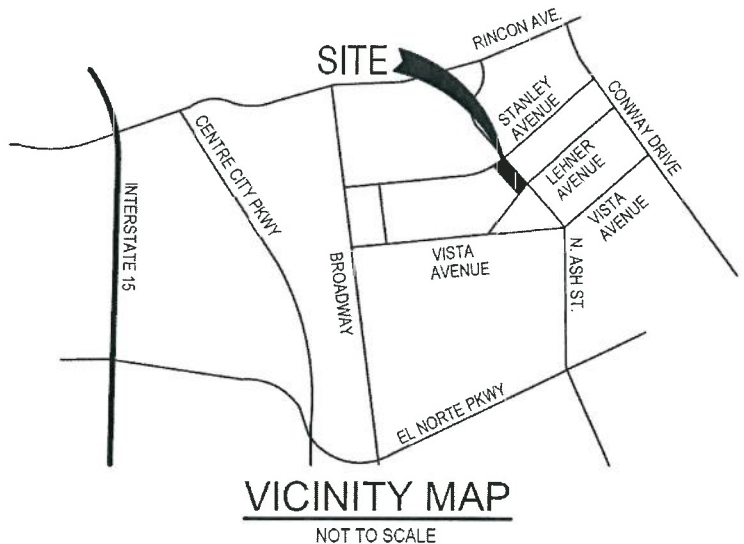 RINCON AVE.
SITE
STANLEY
AVENUE
CONWAY DRIVE
CENTRE CITY PKWY
LEHNER
AVENUE
INTERSTATE 15
VISTA
AVENUE
BROADWAY
VISTA
AVENUE
N. ASH ST.
EL NORTE PKWY
VICINITY MAP
NOT TO SCALE